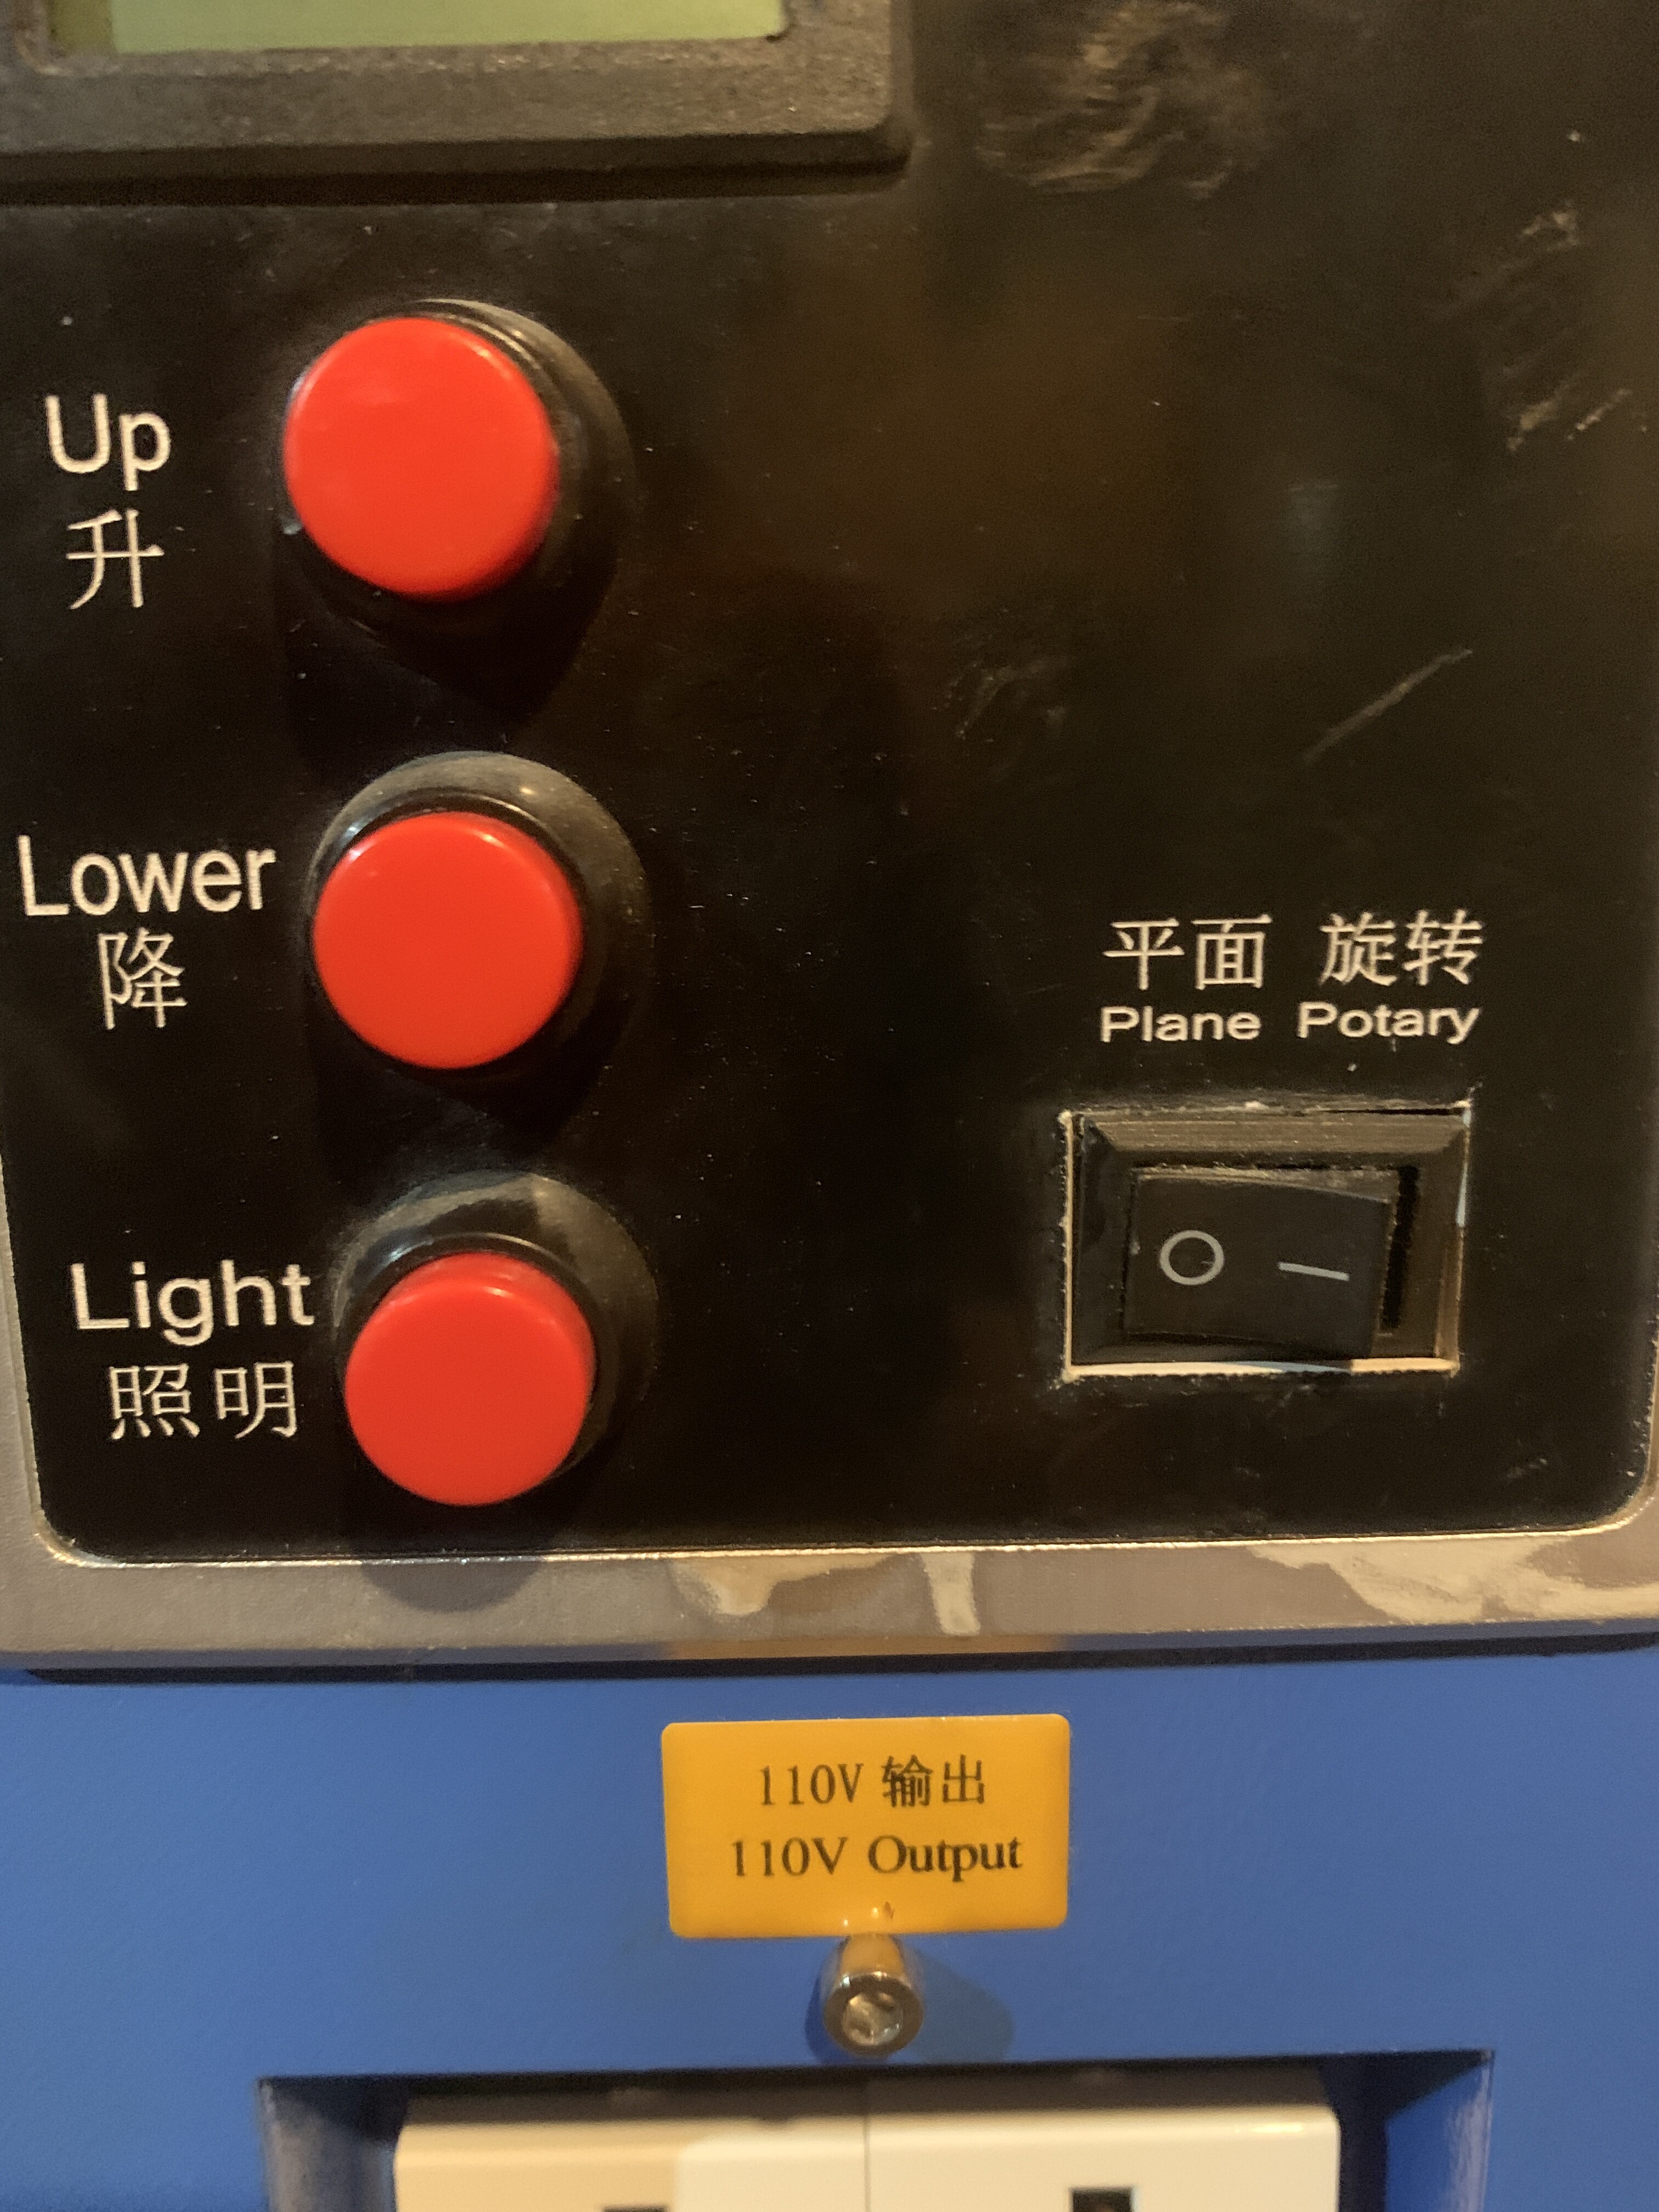 Up
升
Lower
降
Light
照明
平面 旋转
Plane Potary
O I
110V 输出
110V Output